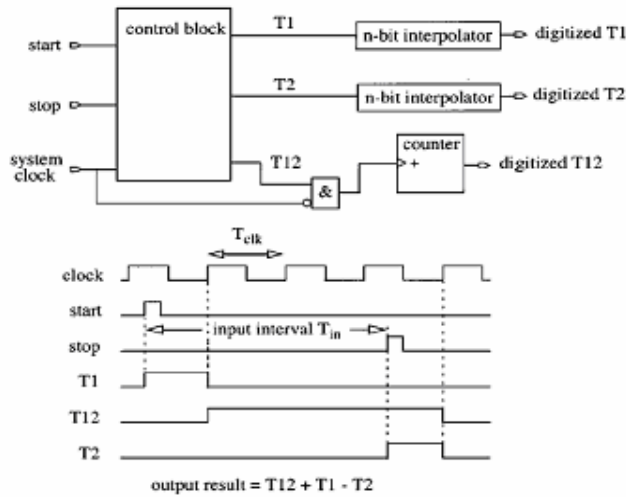 control block
T1
n-bit interpolator
digitized T1
start
T2
n-bit interpolator
digitized T2
stop
system
clock
T12
&
counter
+
digitized T12
Tclk
clock
start
input interval Tin
stop
T1
T12
T2
output result = T12 + T1 - T2